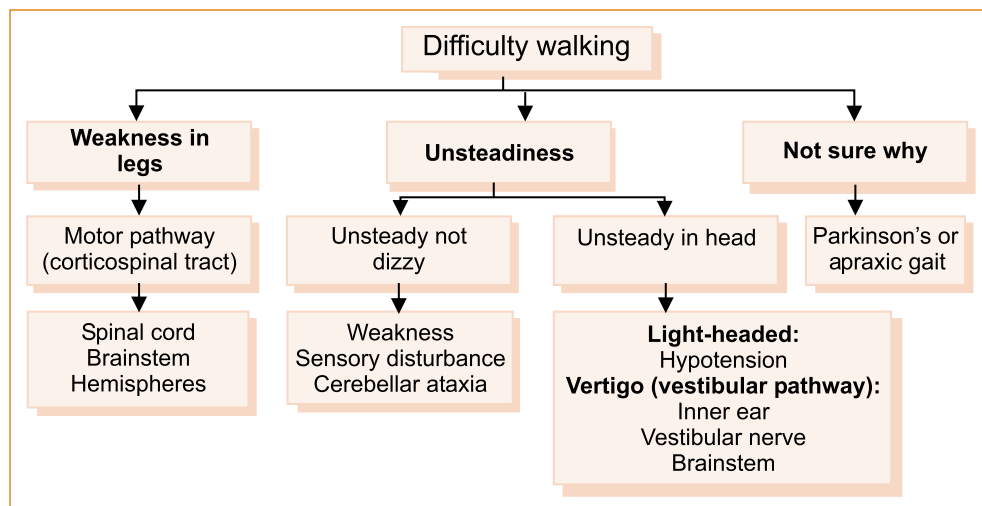 Difficulty walking
Weakness in
legs
Unsteadiness
Not sure why
Motor pathway
(corticospinal tract)
Unsteady not
dizzy
Unsteady in head
Parkinson's or
apraxic gait
Spinal cord
Brainstem
Hemispheres
Weakness
Sensory disturbance
Cerebellar ataxia
Light-headed:
Hypotension
Vertigo (vestibular pathway):
Inner ear
Vestibular nerve
Brainstem